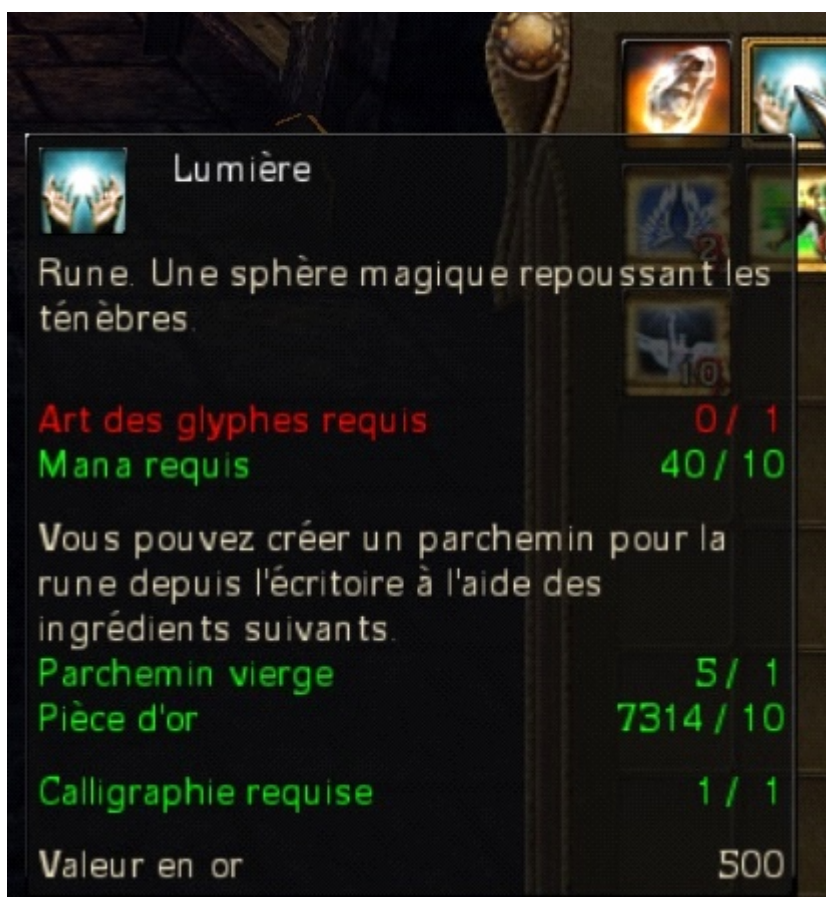 Lumière
Rune. Une sphère magique repoussant les
ténèbres.
Art des glyphes requis 0/ 1
Mana requis 40/ 10
Vous pouvez créer un parchemin pour la
rune depuis l'écritoire à l'aide des
ingrédients suivants.
Parchemin vierge 5/ 1
Pièce d'or 7314/ 10
Calligraphie requise 1/ 1
Valeur en or 500
2
10